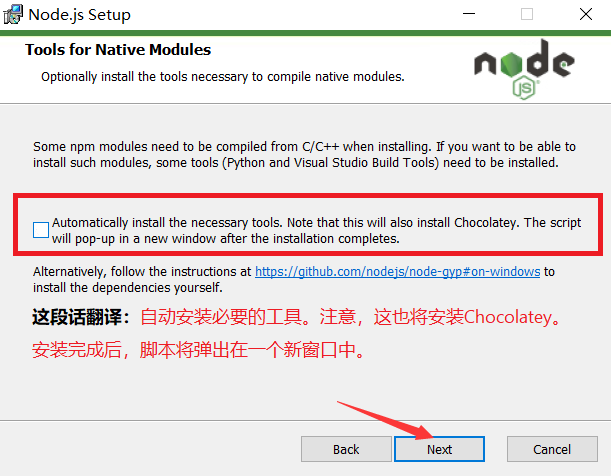 Node.js Setup
Tools for Native Modules
Optionally install the tools necessary to compile native modules.
node
JS
Some npm modules need to be compiled from C/C++ when installing. If you want to be able to
install such modules, some tools (Python and Visual Studio Build Tools) need to be installed.
Automatically install the necessary tools. Note that this will also install Chocolatey. The script
will pop-up in a new window after the installation completes.
Alternatively, follow the instructions at https://github.com/nodejs/node-gyp#on-windows to
install the dependencies yourself.
这段话翻译：自动安装必要的工具。注意，这也将安装Chocolatey。
安装完成后，脚本将弹出在一个新窗口中。
Back Next Cancel